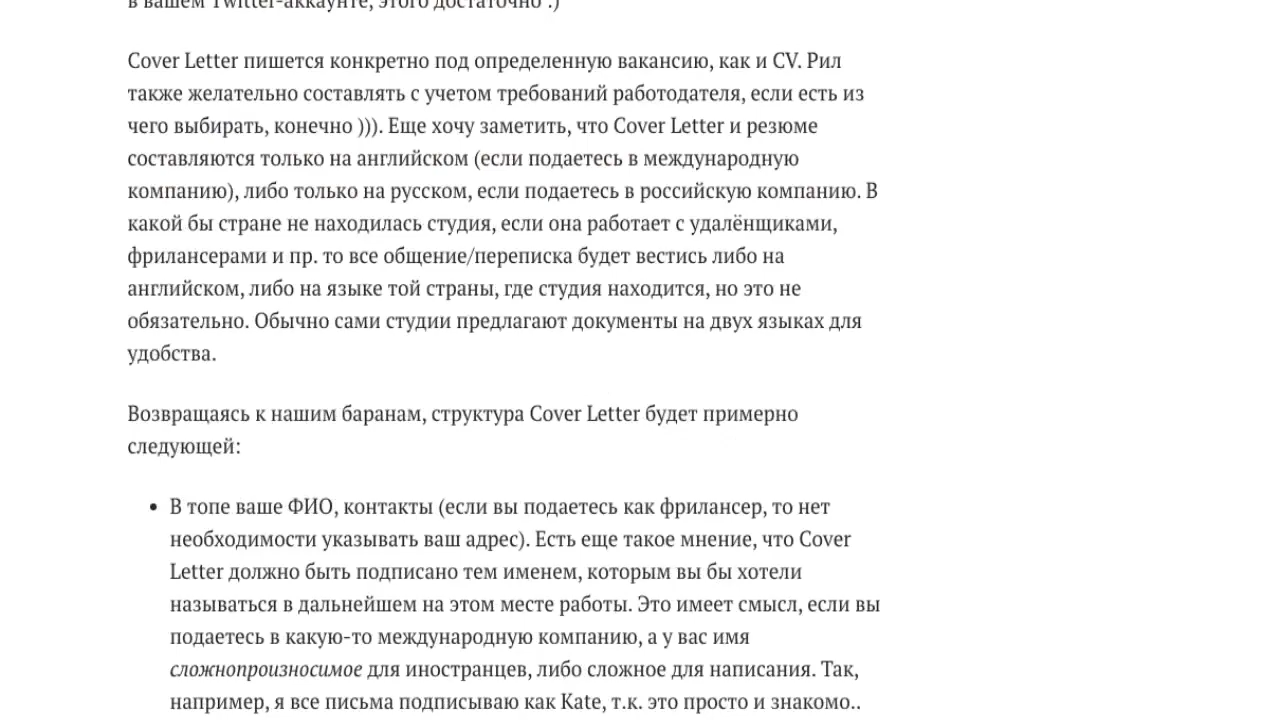 в вашем Twitter-аккаунте, этого достаточно :)
Cover Letter пишется конкретно под определенную вакансию, как и CV. Рил
также желательно составлять с учетом требований работодателя, если есть из
чего выбирать, конечно ))). Еще хочу заметить, что Cover Letter и резюме
составляются только на английском (если подаетесь в международную
компанию), либо только на русском, если подаетесь в российскую компанию. В
какой бы стране не находилась студия, если она работает с удалёнщиками,
фрилансерами и пр. то все общение/переписка будет вестись либо на
английском, либо на языке той страны, где студия находится, но это не
обязательно. Обычно сами студии предлагают документы на двух языках для
удобства.
Возвращаясь к нашим баранам, структура Cover Letter будет примерно
следующей:
• В топе ваше ФИО, контакты (если вы подаетесь как фрилансер, то нет
необходимости указывать ваш адрес). Есть еще такое мнение, что Cover
Letter должно быть подписано тем именем, которым вы бы хотели
называться в дальнейшем на этом месте работы. Это имеет смысл, если вы
подаетесь в какую-то международную компанию, а у вас имя
сложнопроизносимое для иностранцев, либо сложное для написания. Так,
например, я все письма подписываю как Kate, т.к. это просто и знакомо..